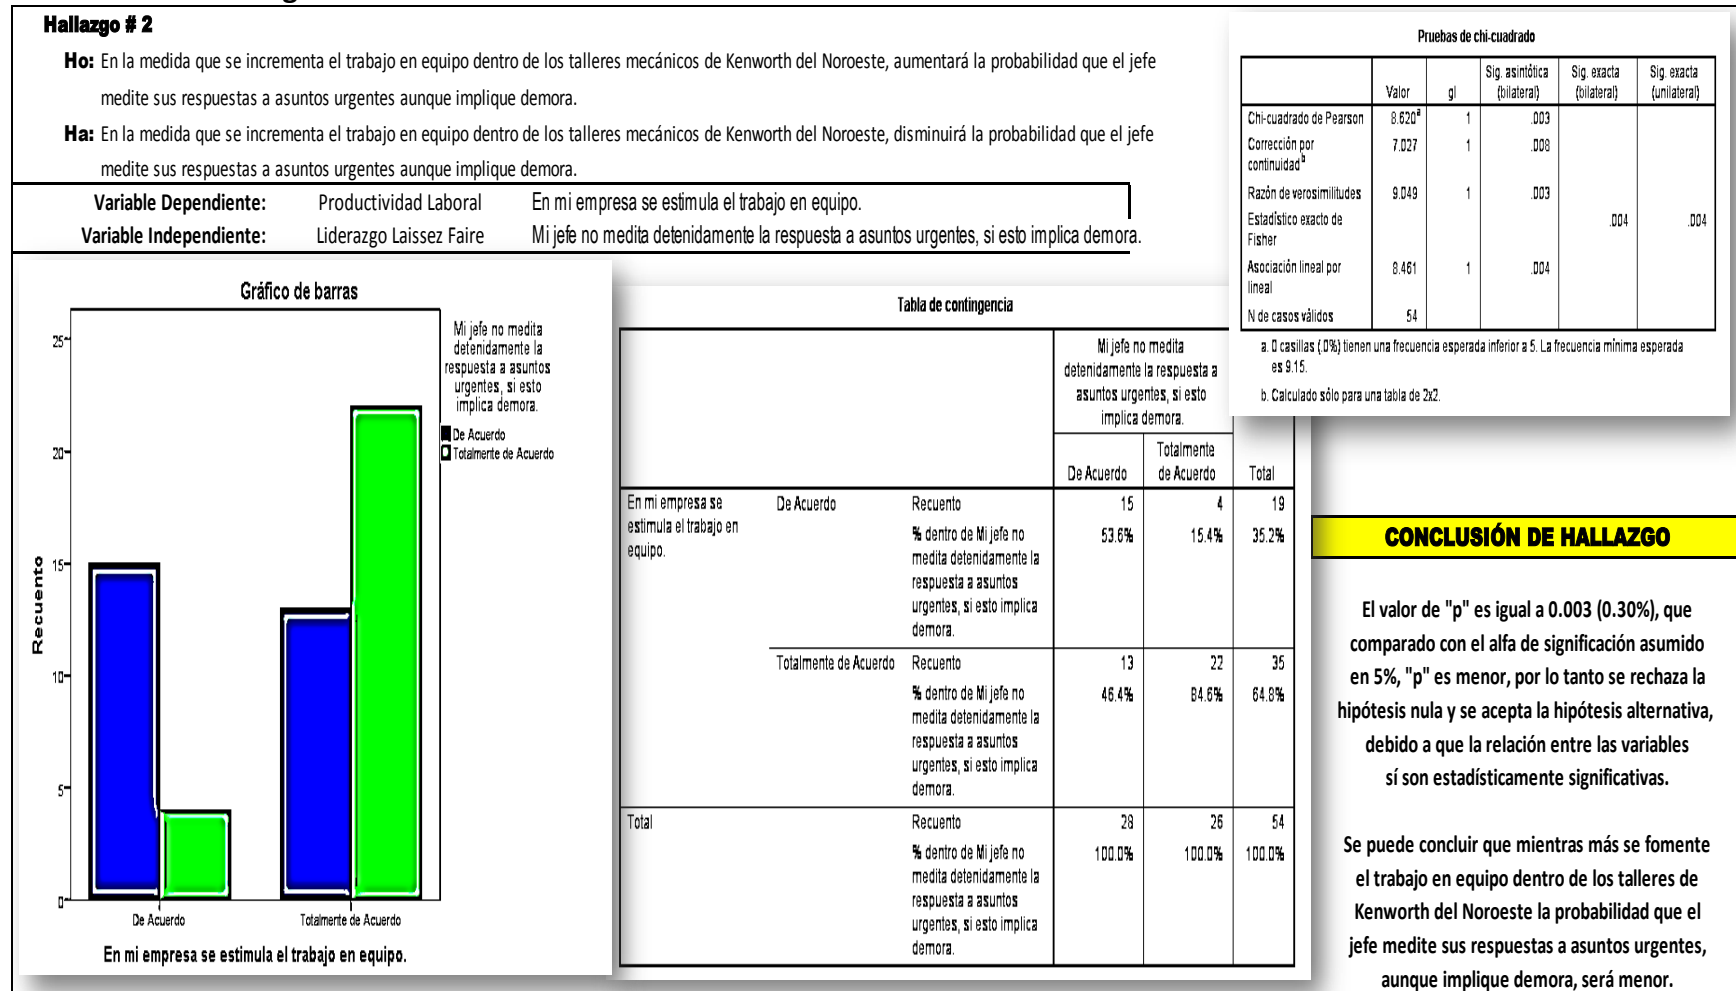 Hallazgo # 2
Ho: En la medida que se incrementa el trabajo en equipo dentro de los talleres mecánicos de Kenworth del Noroeste, aumentará la probabilidad que el jefe
medite sus respuestas a asuntos urgentes aunque implique demora.
Ha: En la medida que se incrementa el trabajo en equipo dentro de los talleres mecánicos de Kenworth del Noroeste, disminuirá la probabilidad que el jefe
medite sus respuestas a asuntos urgentes aunque implique demora.
Variable Dependiente: Productividad Laboral En mi empresa se estimula el trabajo en equipo.
Variable Independiente: Liderazgo Laissez Faire Mi jefe no medita detenidamente la respuesta a asuntos urgentes, si esto implica demora.
Pruebas de chi-cuadrado
Valor gl Sig. asintótica (bilateral) Sig. exacta (bilateral) Sig. exacta (unilateral)
Chi-cuadrado de Pearson 8.620a 1 .003
Corrección por continuidad b 7.027 1 .008
Razón de verosimilitudes 9.049 1 .003
Estadístico exacto de Fisher .004 .004
Asociación lineal por lineal 8.461 1 .004
N de casos válidos 54
a. 0 casillas (.0%) tienen una frecuencia esperada inferior a 5. La frecuencia mínima esperada
es 9.15.
b. Calculado sólo para una tabla de 2x2.
Gráfico de barras
Mi jefe no medita
detenidamente la
respuesta a asuntos
urgentes, si esto
implica demora.
De Acuerdo
Totalmente de Acuerdo
Recuento
25
20
15
10
5
0
De Acuerdo Totalmente de Acuerdo
En mi empresa se estimula el trabajo en equipo.
Tabla de contingencia
Mi jefe no medita
detenidamente la respuesta a
asuntos urgentes, si esto
implica demora.
De Acuerdo Totalmente de Acuerdo Total
En mi empresa se estimula el trabajo en equipo. De Acuerdo Recuento 15 4 19
% dentro de Mi jefe no medita detenidamente la respuesta a asuntos urgentes, si esto implica demora. 53.6% 15.4% 35.2%
Totalmente de Acuerdo Recuento 13 22 35
% dentro de Mi jefe no medita detenidamente la respuesta a asuntos urgentes, si esto implica demora. 46.4% 84.6% 64.8%
Total Recuento 28 26 54
% dentro de Mi jefe no medita detenidamente la respuesta a asuntos urgentes, si esto implica demora. 100.0% 100.0% 100.0%
CONCLUSIÓN DE HALLAZGO
El valor de "p" es igual a 0.003 (0.30%), que
comparado con el alfa de significación asumido
en 5%, "p" es menor, por lo tanto se rechaza la
hipótesis nula y se acepta la hipótesis alternativa,
debido a que la relación entre las variables
sí son estadísticamente significativas.
Se puede concluir que mientras más se fomente
el trabajo en equipo dentro de los talleres de
Kenworth del Noroeste la probabilidad que el
jefe medite sus respuestas a asuntos urgentes,
aunque implique demora, será menor.